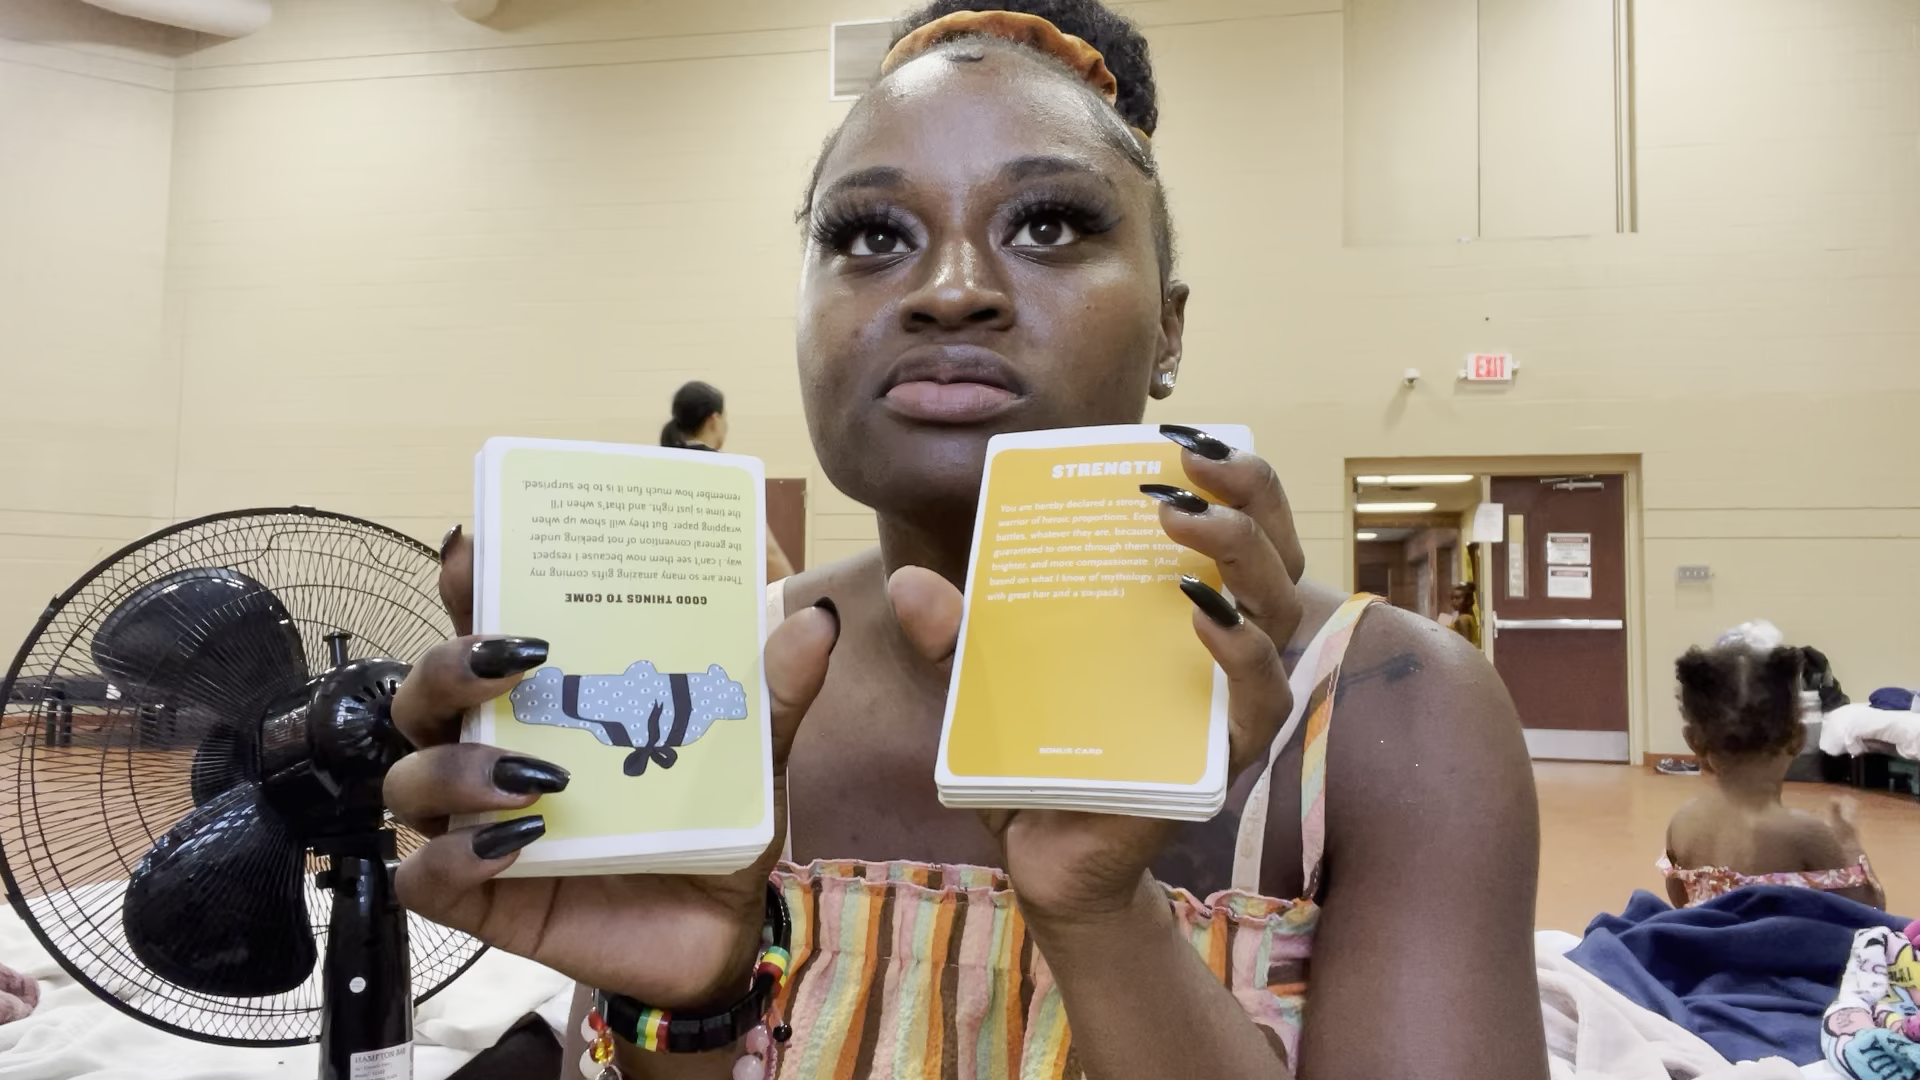 GOOD THINGS TO COME
There are so many amazing gifts coming my
way. I can't see them now because I respect
the general convention of not peeking under
wrapping paper. But they will show up when
the time is just right, and that's when I'll
remember how much fun it is to be surprised.
STRENGTH
You are hereby declared a strong,
warrior of heroic proportions. Enjoy
battles, whatever they are, because
guaranteed to come through them
brighter, and more compassionate. (And,
based on what I know of mythology,
with great hair and a six-pack.)
BONUS CARD
EXIT
HAMPTON BAY